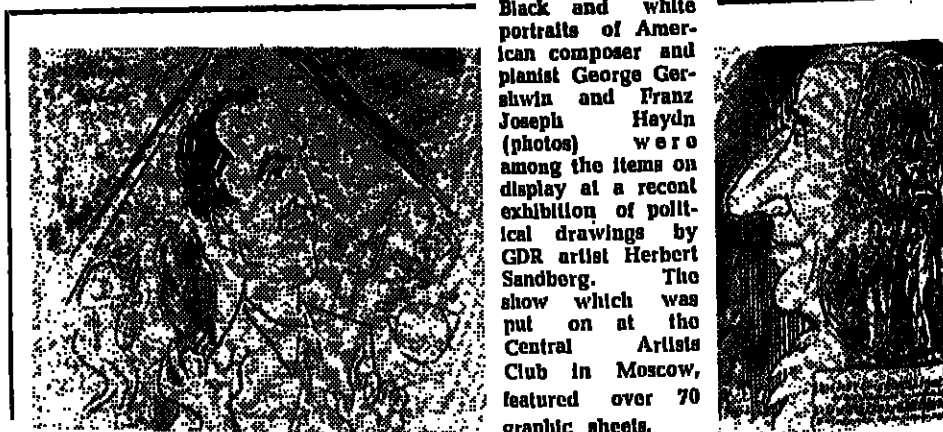 Black and white
portraits of Amer-
ican composer and
pianist George Ger-
shwin and Franz
Joseph Haydn
(photos) were
among the items on
display at a recent
exhibition of polit-
ical drawings by
GDR artist Herbert
Sandberg. The
show which was
put on at the
Central Artists
Club in Moscow,
featured over 70
graphic sheets.